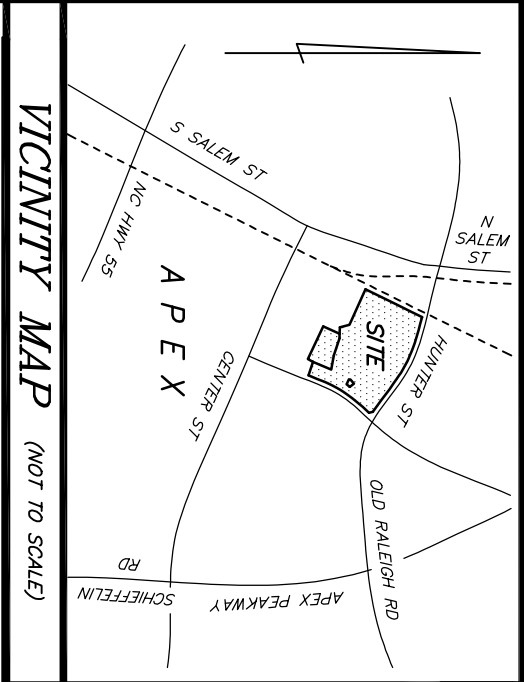 N
SALEM
ST
S SALEM ST
NC HWY 55
APEX
SITE
HUNTER ST
CENTER ST
OLD RALEIGH RD
APEX PEAKWAY
SCHIEFFELIN
RD
VICINITY MAP (NOT TO SCALE)